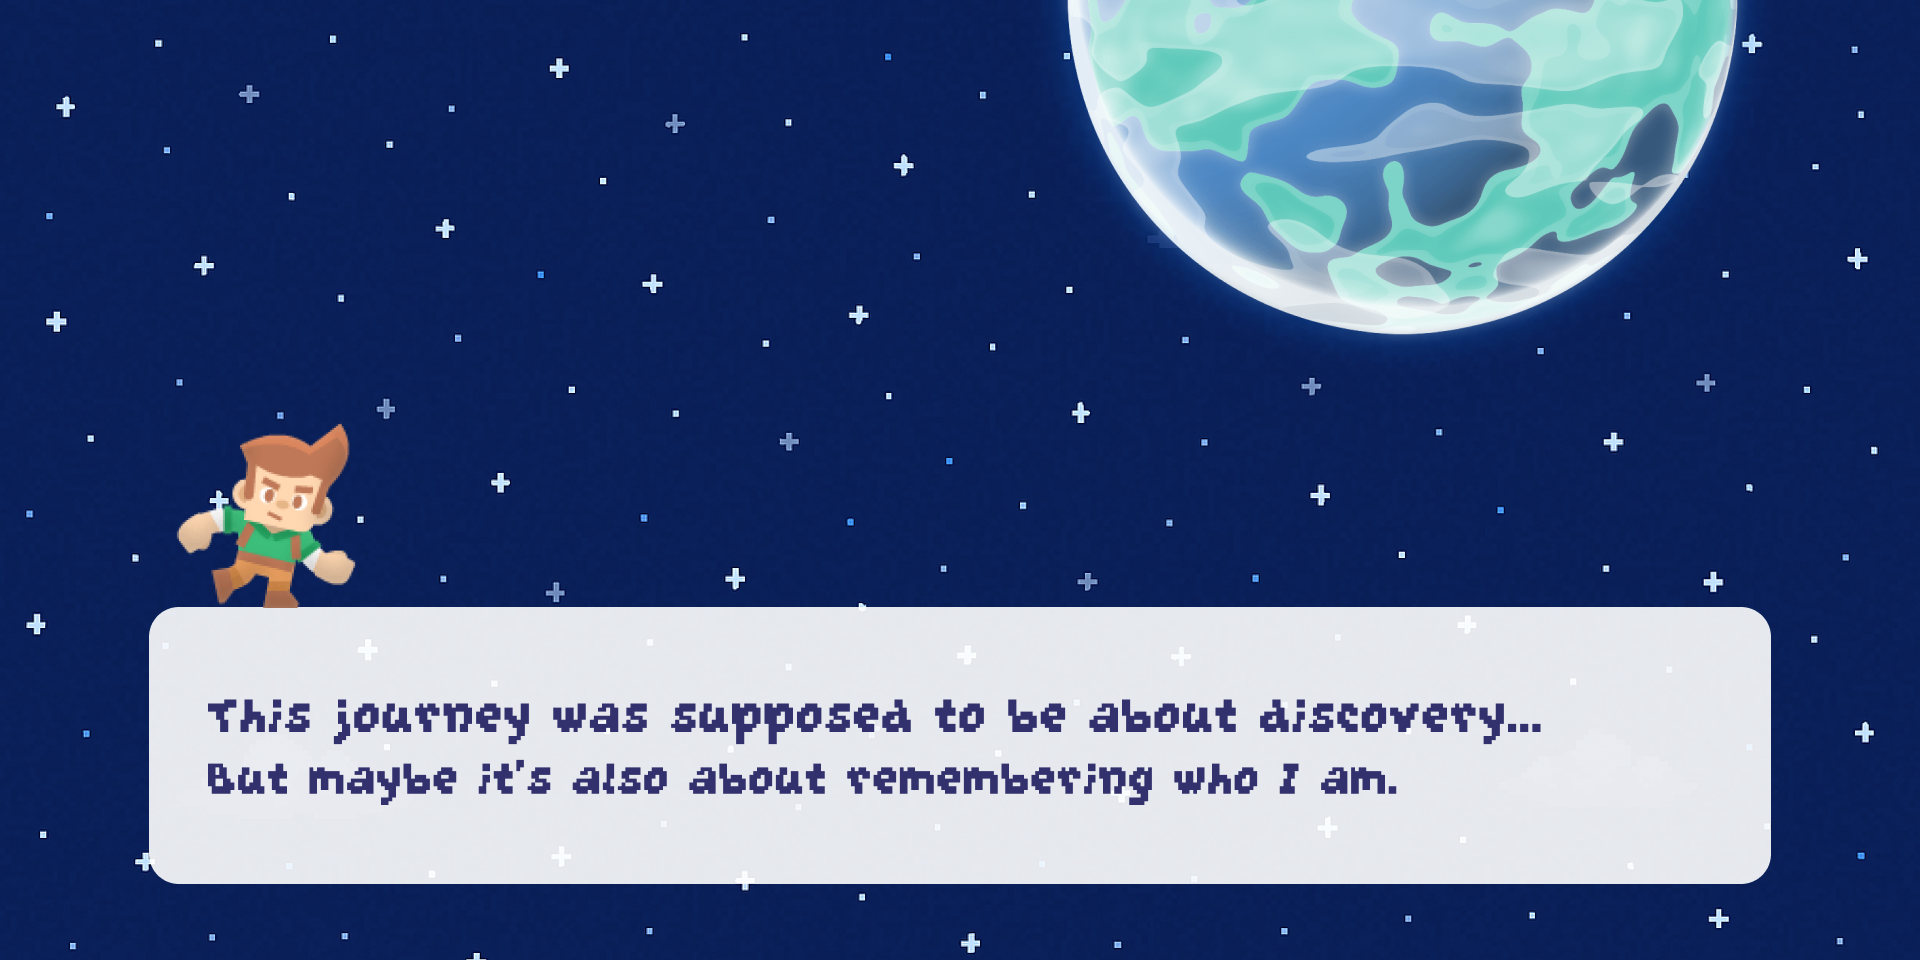 This journey was supposed to be about discovery...
But maybe it's also about remembering who I am.